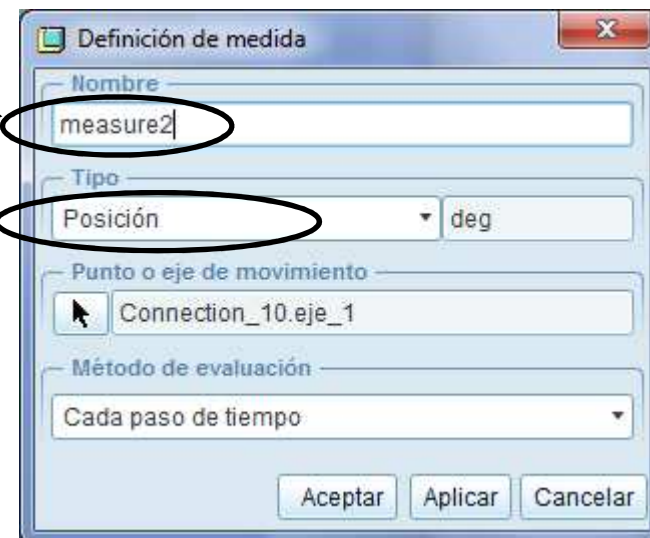 Definición de medida
Nombre
measure2
Tipo
Posición deg
Punto o eje de movimiento
Connection_10.eje_1
Método de evaluación
Cada paso de tiempo
Aceptar Aplicar Cancelar